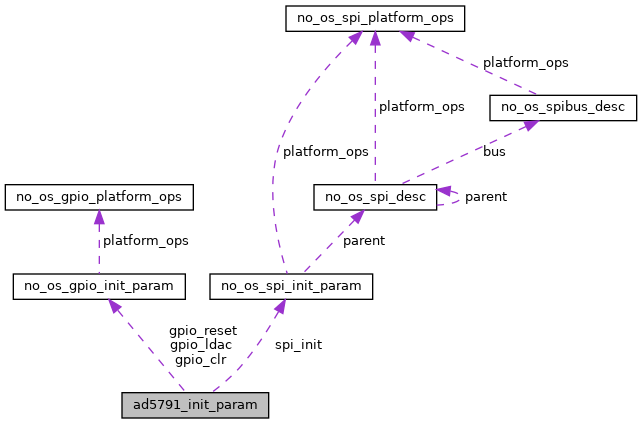 no_os_spi_platform_ops
platform_ops
no_os_spibus_desc
platform_ops
platform_ops
bus
no_os_gpio_platform_ops
no_os_spi_desc
parent
platform_ops
parent
no_os_gpio_init_param
no_os_spi_init_param
gpio_reset
gpio_ldac
gpio_clr
spi_init
ad5791_init_param